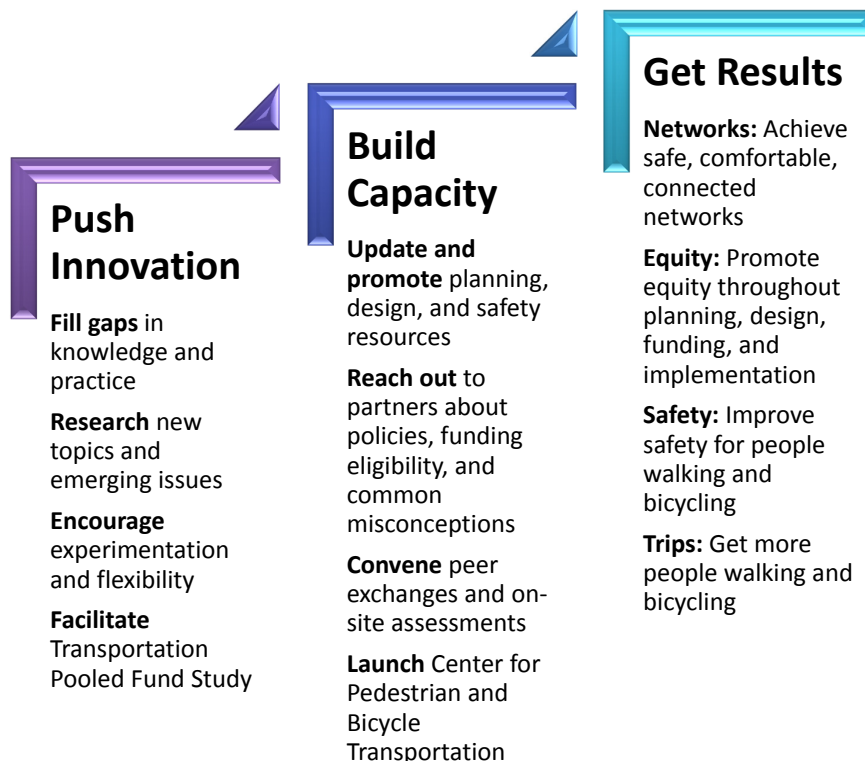 Push
Innovation
Fill gaps in
knowledge and
practice
Research new
topics and
emerging issues
Encourage
experimentation
and flexibility
Facilitate
Transportation
Pooled Fund Study
Build
Capacity
Update and
promote planning,
design, and safety
resources
Reach out to
partners about
policies, funding
eligibility, and
common
misconceptions
Convene peer
exchanges and on-
site assessments
Launch Center for
Pedestrian and
Bicycle
Transportation
Get Results
Networks: Achieve
safe, comfortable,
connected
networks
Equity: Promote
equity throughout
planning, design,
funding, and
implementation
Safety: Improve
safety for people
walking and
bicycling
Trips: Get more
people walking and
bicycling